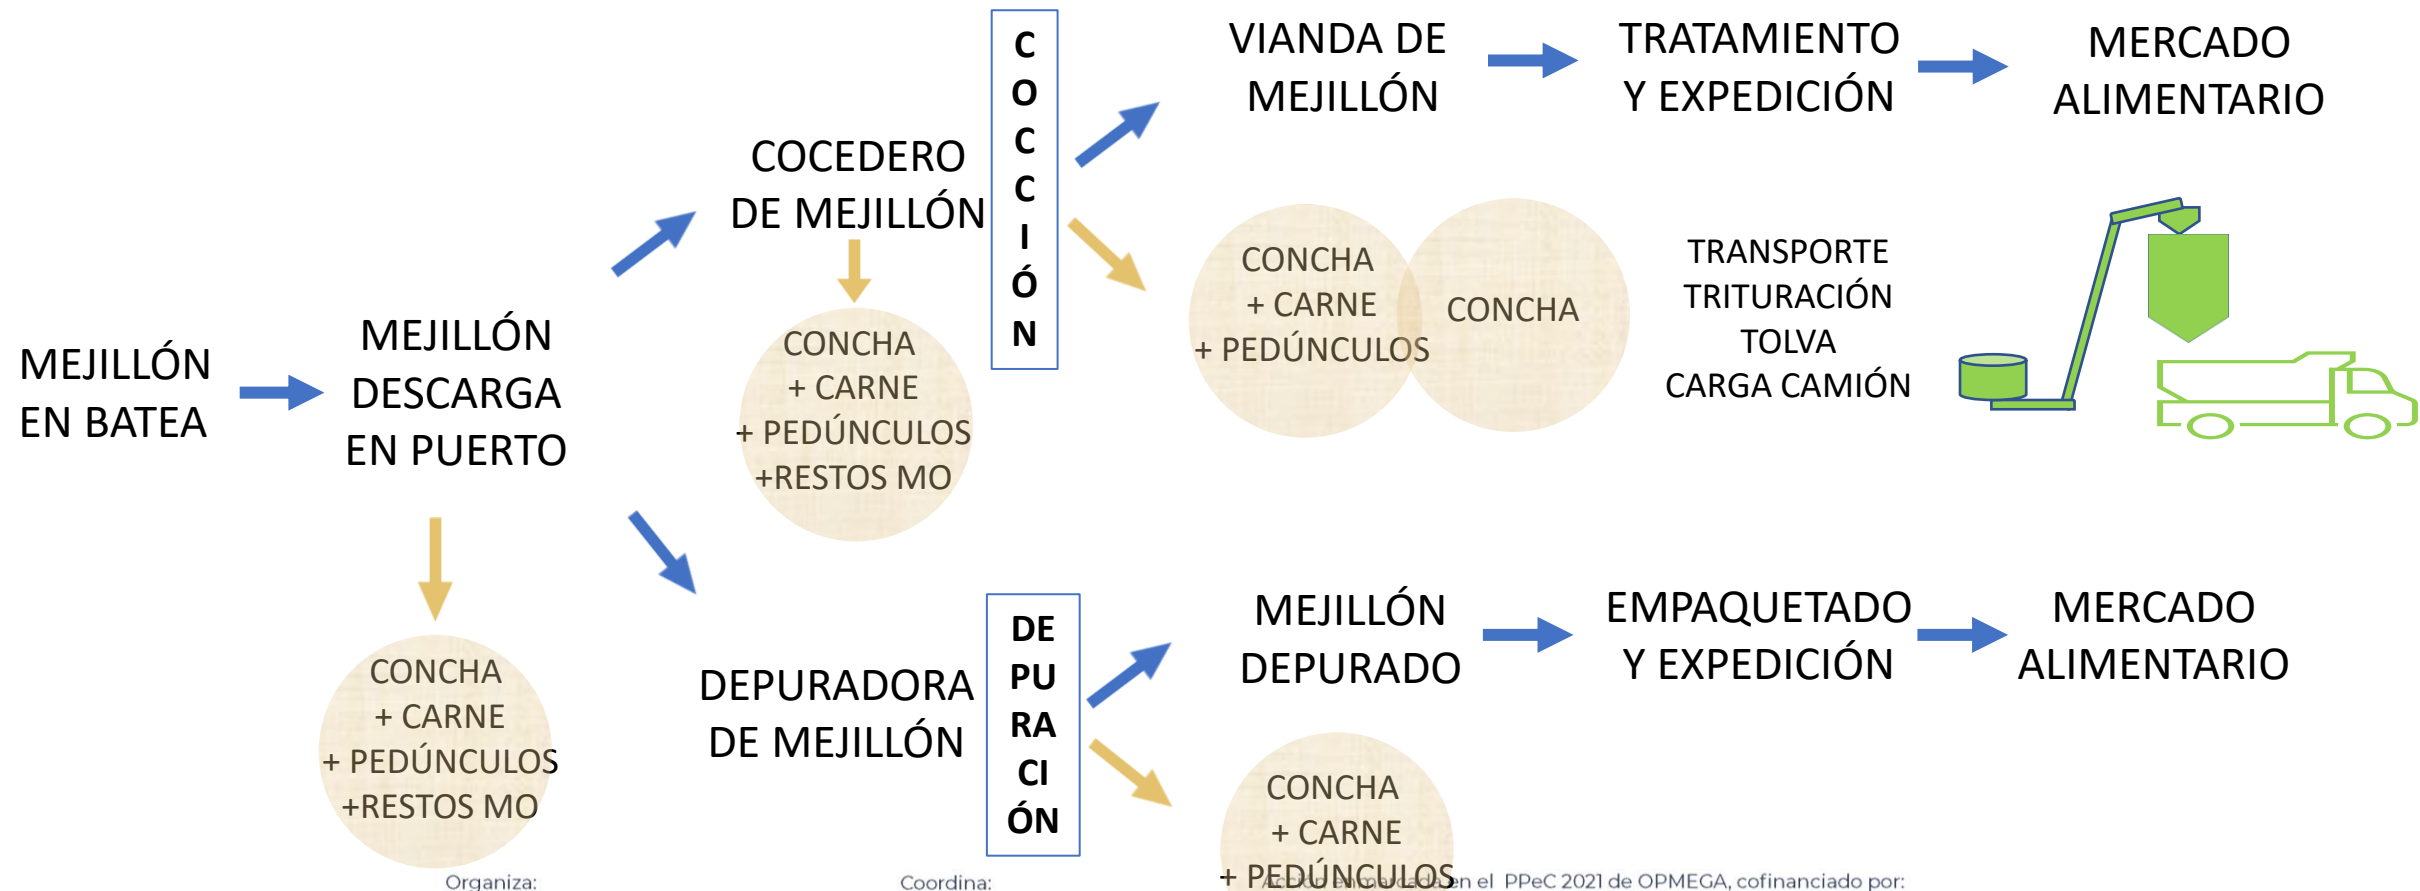 MEJILLÓN
EN BATEA
MEJILLÓN
DESCARGA
EN PUERTO
CONCHA
+ CARNE
+ PEDÚNCULOS
+RESTOS MO
COCEDERO
DE MEJILLÓN
CONCHA
+ CARNE
+ PEDÚNCULOS
+RESTOS MO
C
O
C
C
I
Ó
N
VIANDA DE
MEJILLÓN
TRATAMIENTO
Y EXPEDICIÓN
MERCADO
ALIMENTARIO
CONCHA
+ CARNE
+ PEDÚNCULOS
CONCHA
TRANSPORTE
TRITURACIÓN
TOLVA
CARGA CAMIÓN
DEPURADORA
DE MEJILLÓN
DE
PU
RA
CI
ÓN
MEJILLÓN
DEPURADO
EMPAQUETADO
Y EXPEDICIÓN
MERCADO
ALIMENTARIO
CONCHA
+ CARNE
+ PEDÚNCULOS
Organiza:
Coordina:
Acción enmarcada en el PPeC 2021 de OPMEGA, cofinanciado por: